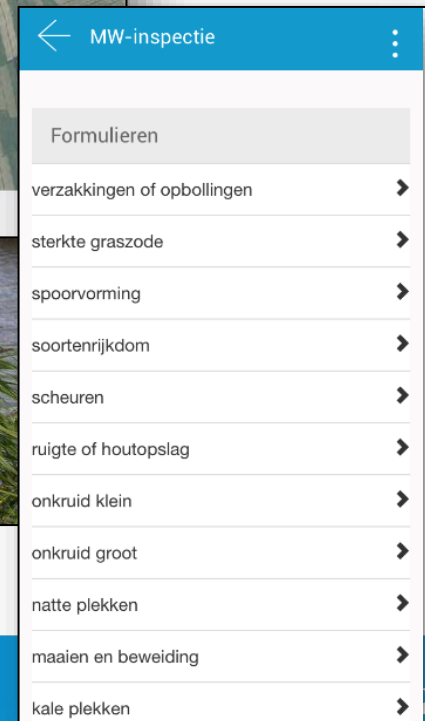 MW-inspectie
Formulieren
verzakkingen of opbollingen
sterkte graszode
spoorvorming
soortenrijkdom
scheuren
ruigte of houtopslag
onkruid klein
onkruid groot
natte plekken
maaien en beweiding
kale plekken